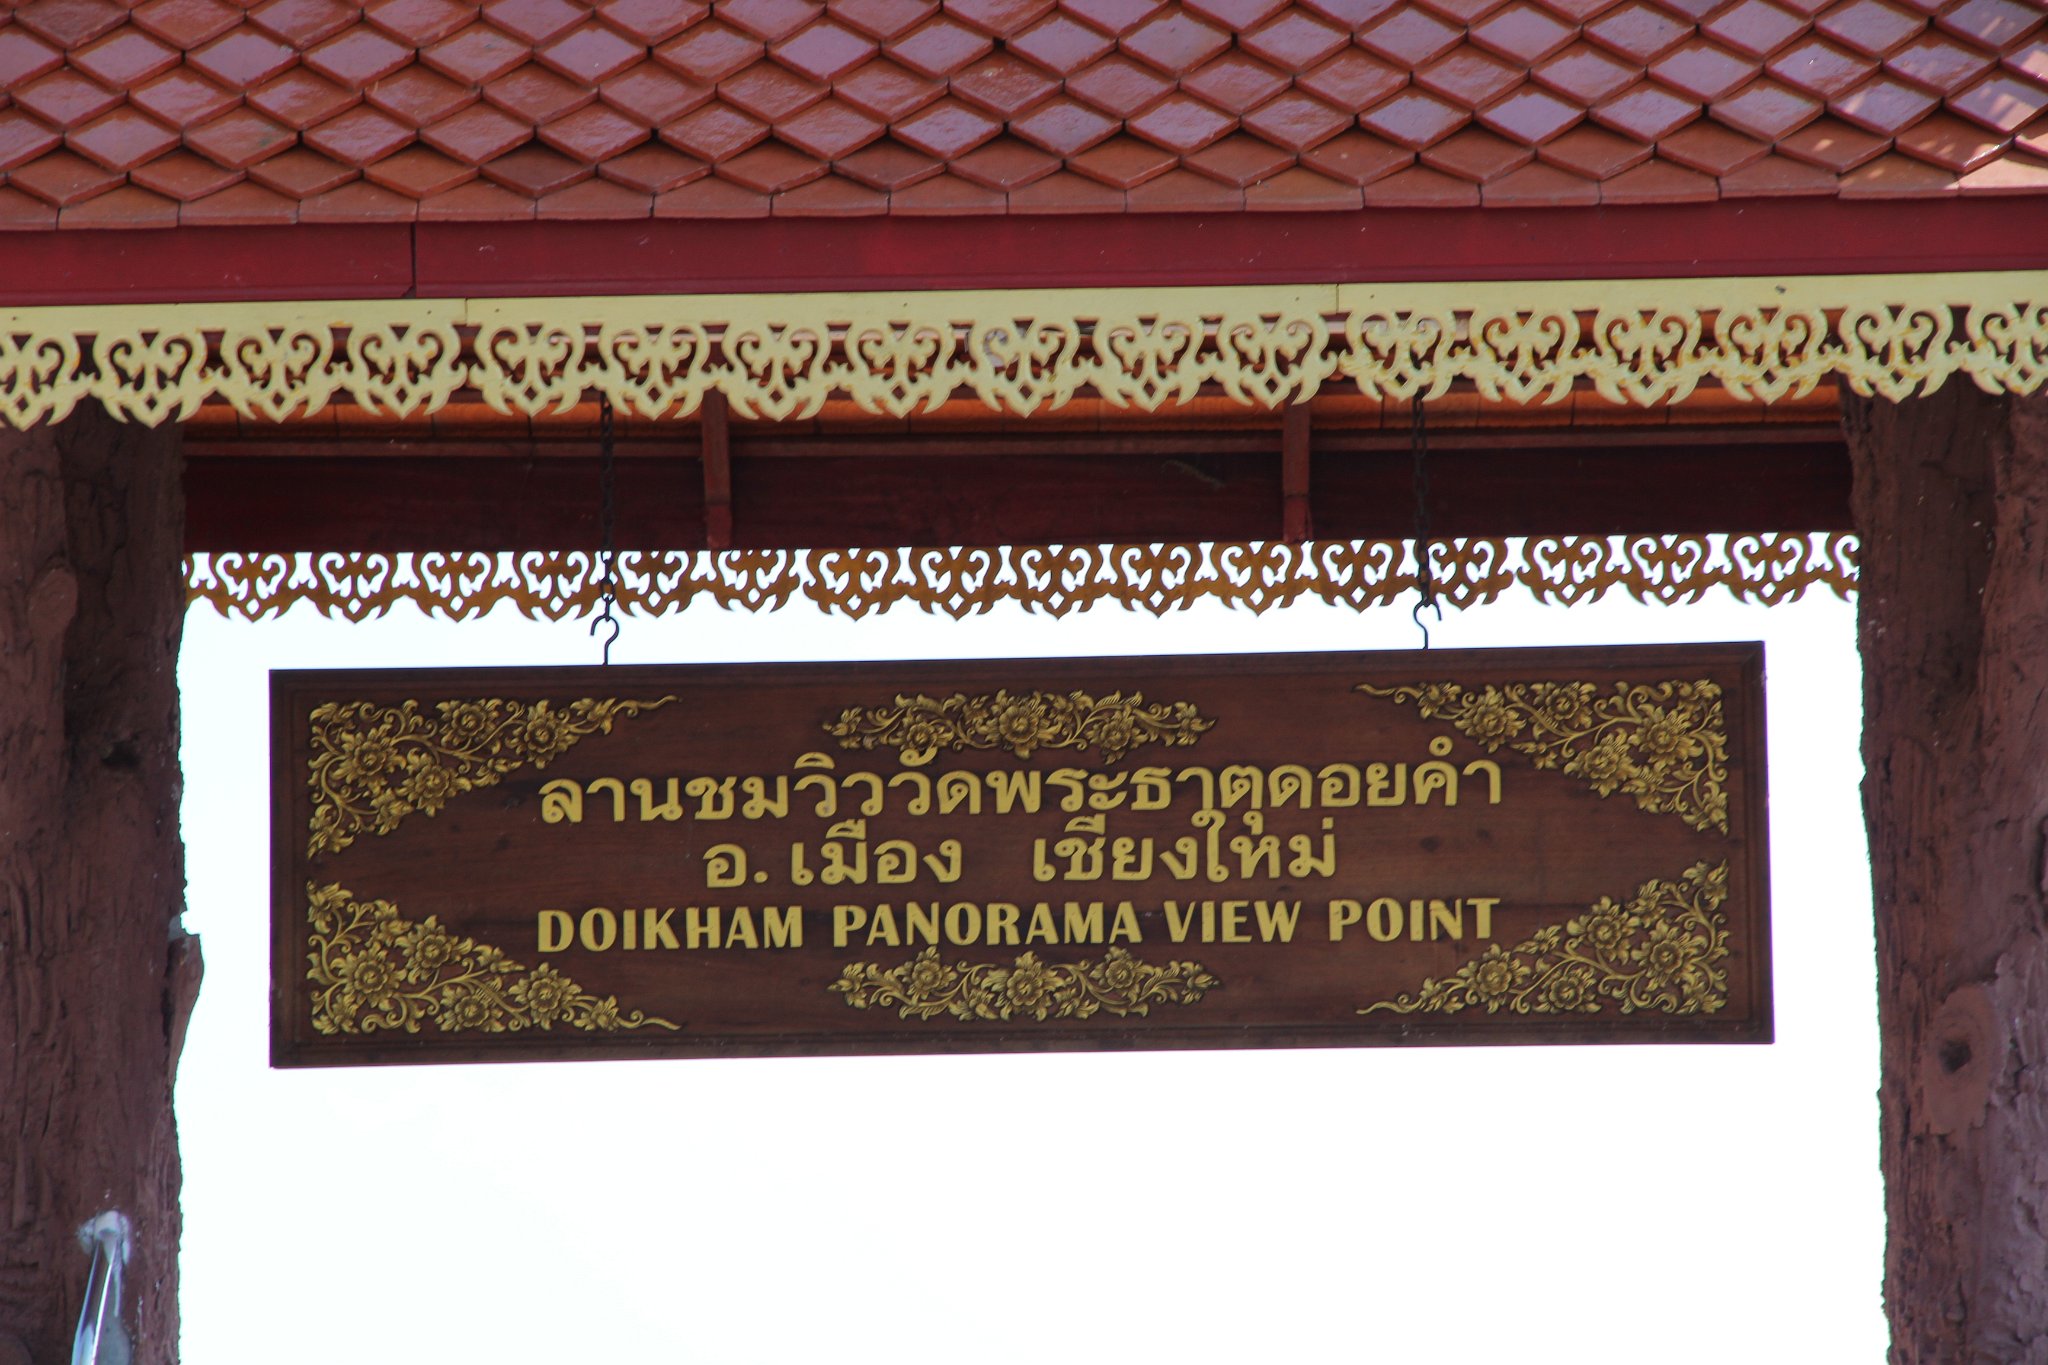 ลานชมวิววัดพระธาตุดอยคำ
อ. เมือง เชียงใหม่
DOIKHAM PANORAMA VIEW POINT